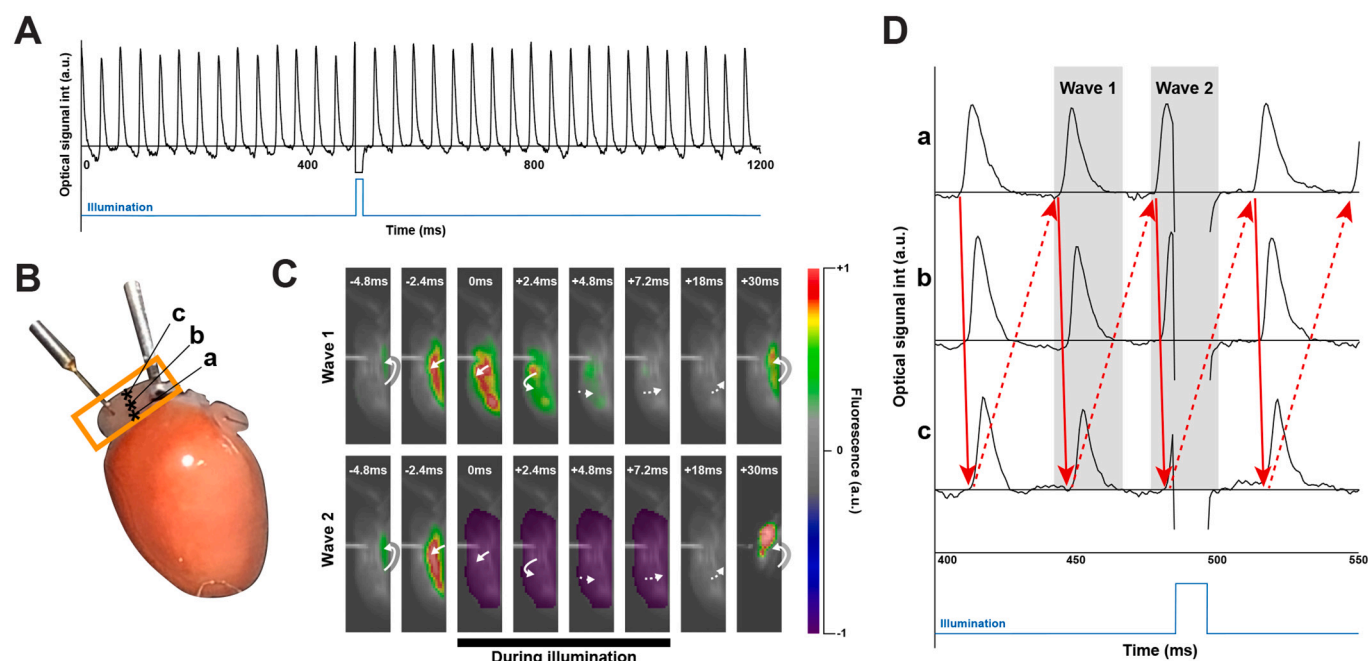 A
Optical sigunal int (a.u.)
0
400
800
1200
Illumination
Time (ms)
B
c
b
a
C
Wave 1
-4.8ms
-2.4ms
0ms
+2.4ms
+4.8ms
+7.2ms
+18ms
+30ms
Wave 2
-4.8ms
-2.4ms
0ms
+2.4ms
+4.8ms
+7.2ms
+18ms
+30ms
During illumination
+1
0
-1
Fluorescence (a.u.)
D
Optical sigunal int (a.u.)
Wave 1
Wave 2
a
b
c
400
450
500
550
Illumination
Time (ms)